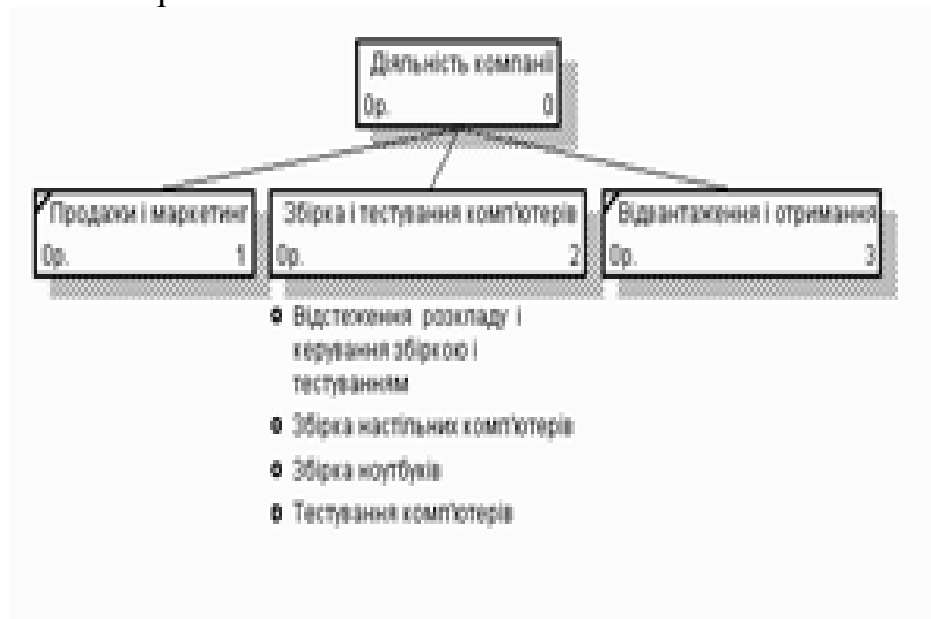 Діяльність компанії
0р. 0
Продажи і маркетинг
0р. 1
Збірка і тестування комп'ютерів
0р. 2
Відвантаження і отримання
0р. 3
Відстеження розкладу і
керування збіркою і
тестуванням
Збірка настільних комп'ютерів
Збірка ноутбуків
Тестування комп'ютерів